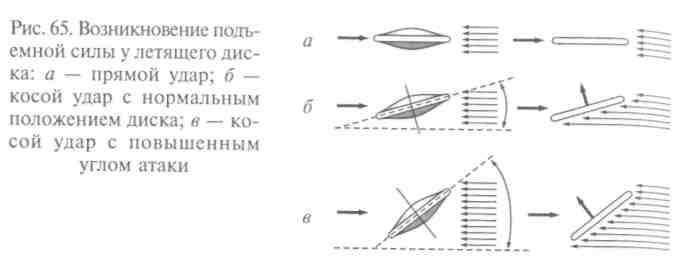 Рис. 65. Возникновение подъ-
емной силы у летящего дис-
ка: а — прямой удар; б —
косой удар с нормальным
положением диска; в — ко-
сой удар с повышенным
углом атаки
а
б
в